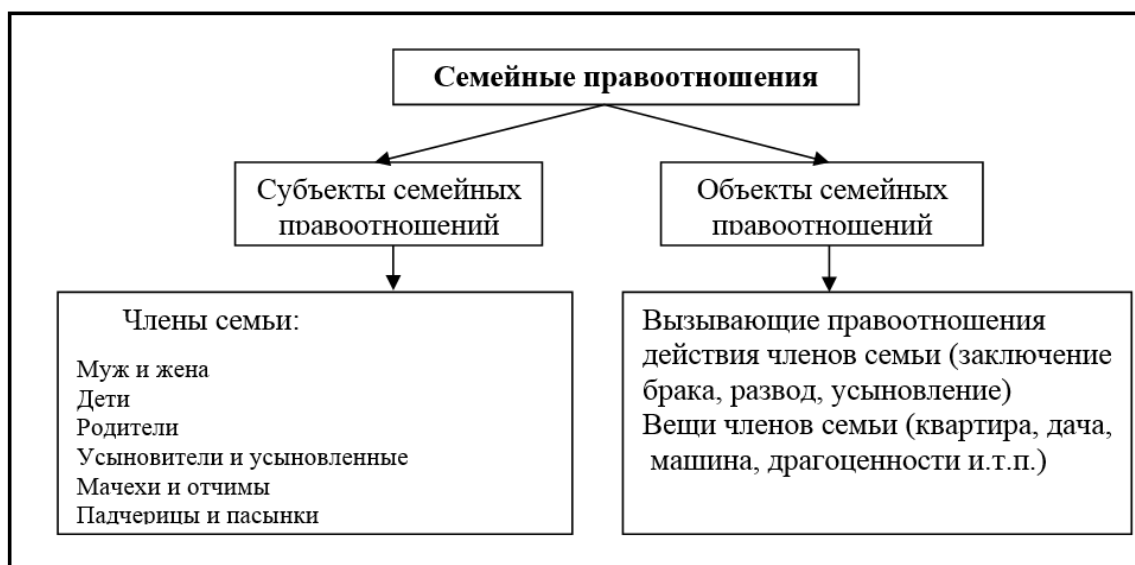 Семейные правоотношения
Субъекты семейных
правоотношений
Объекты семейных
правоотношений
Члены семьи:
Муж и жена
Дети
Родители
Усыновители и усыновленные
Мачехи и отчимы
Падчерицы и пасынки
Вызывающие правоотношения
действия членов семьи (заключение
брака, развод, усыновление)
Вещи членов семьи (квартира, дача,
машина, драгоценности и.т.п.)